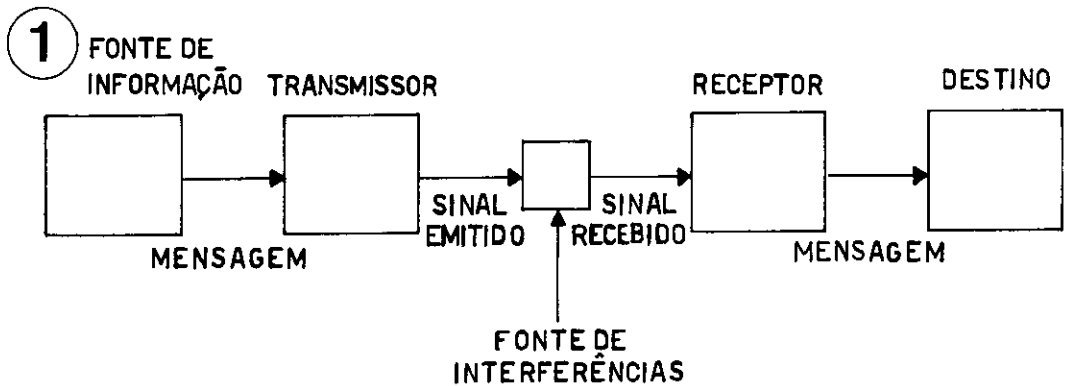 1
FONTE DE
INFORMAÇÃO
TRANSMISSOR
RECEPTOR
DESTINO
SINAL
EMITIDO
SINAL
RECEBIDO
MENSAGEM
MENSAGEM
FONTE DE
INTERFERÊNCIAS